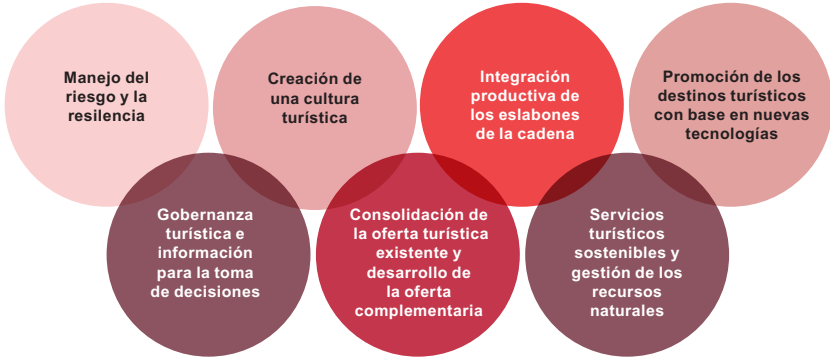 Manejo del
riesgo y la
resilencia
Creación de
una cultura
turística
Integración
productiva de
los eslabones
de la cadena
Promoción de los
destinos turísticos
con base en nuevas
tecnologías
Gobernanza
turística e
información
para la toma
de decisiones
Consolidación de
la oferta turística
existente y
desarrollo de
la oferta
complementaria
Servicios
turísticos
sostenibles y
gestión de los
recursos
naturales